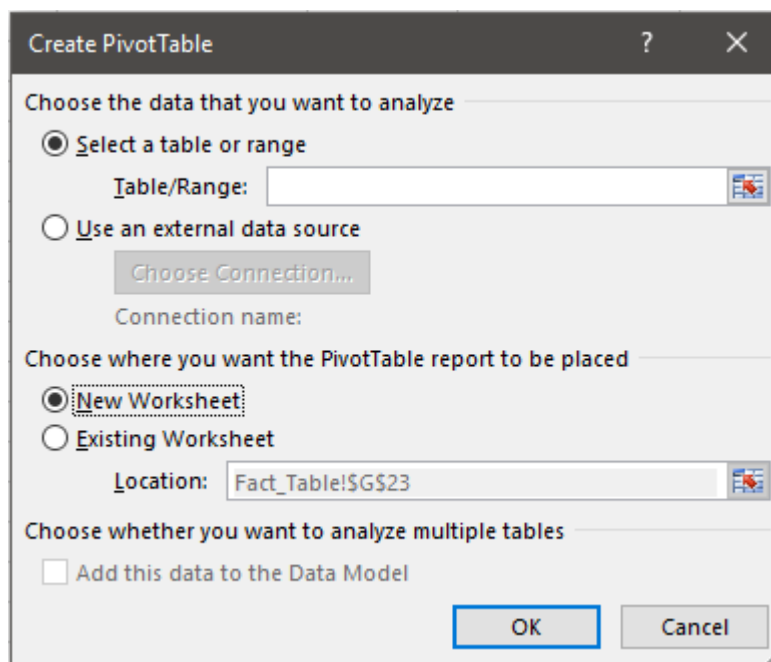 Create PivotTable ?
Choose the data that you want to analyze
Select a table or range
Table/Range:
Use an external data source
Choose Connection...
Connection name:
Choose where you want the PivotTable report to be placed
New Worksheet
Existing Worksheet
Location: Fact_Table!$G$23
Choose whether you want to analyze multiple tables
Add this data to the Data Model
OK Cancel